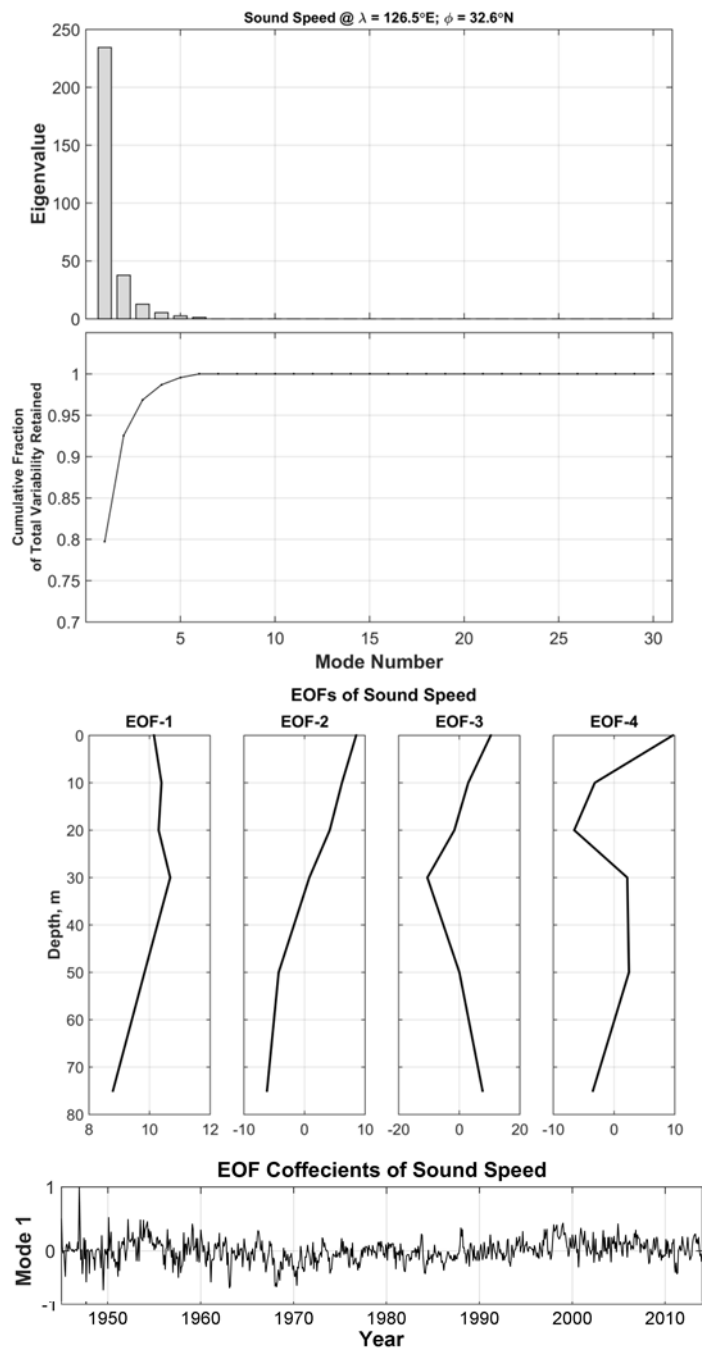 Sound Speed @ λ = 126.5°E; ϕ = 32.6°N
250
200
150
100
50
0
Eigenvalue
1
0.95
0.9
0.85
0.8
0.75
0.7
Cumulative Fraction
of Total Variability Retained
5 10 15 20 25 30
Mode Number
EOFs of Sound Speed
EOF-1 EOF-2 EOF-3 EOF-4
0
10
20
30
40
50
60
70
80
Depth, m
8 10 12 -10 0 10 -20 0 20 -10 0 10
EOF Coffecients of Sound Speed
1
0
-1
Mode 1
1950 1960 1970 1980 1990 2000 2010
Year